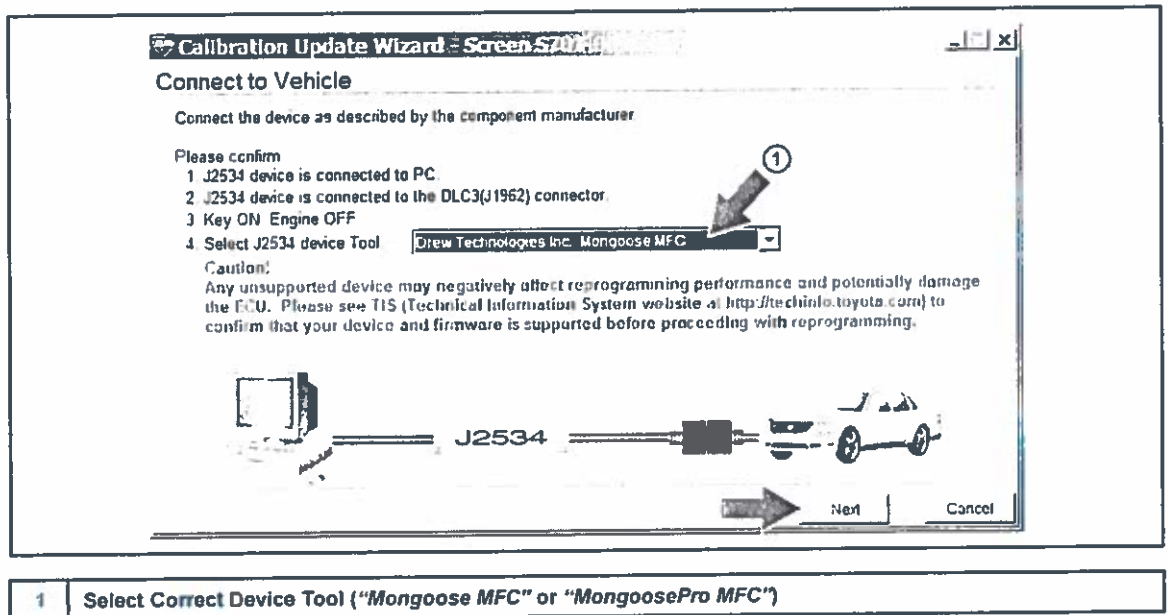 Calibration Update Wizard - Screen
Connect to Vehicle
Connect the device as described by the component manufacturer
Please confirm
1 J2534 device is connected to PC.
2 J2534 device is connected to the DLC3(J1962) connector.
3 Key ON Engine OFF
4. Select J2534 device Tool
Drew Technologies Inc. Mongoose MFC
1
Caution!
Any unsupported device may negatively affect reprogramming performance and potentially damage
the ECU. Please see TIS (Technical Information System website at http://techinfo.toyota.com) to
confirm that your device and firmware is supported before proceeding with reprogramming.
J2534
Next
Cancel
1 Select Correct Device Tool ("Mongoose MFC" or "MongoosePro MFC")